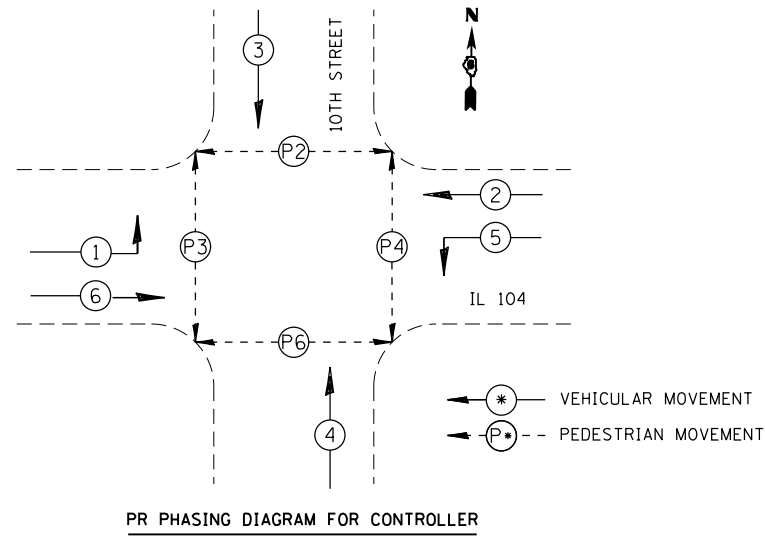 3
10TH STREET
N
P2
2
1
P3
P4
5
6
IL 104
P6
4
* VEHICULAR MOVEMENT
P* PEDESTRIAN MOVEMENT
PR PHASING DIAGRAM FOR CONTROLLER